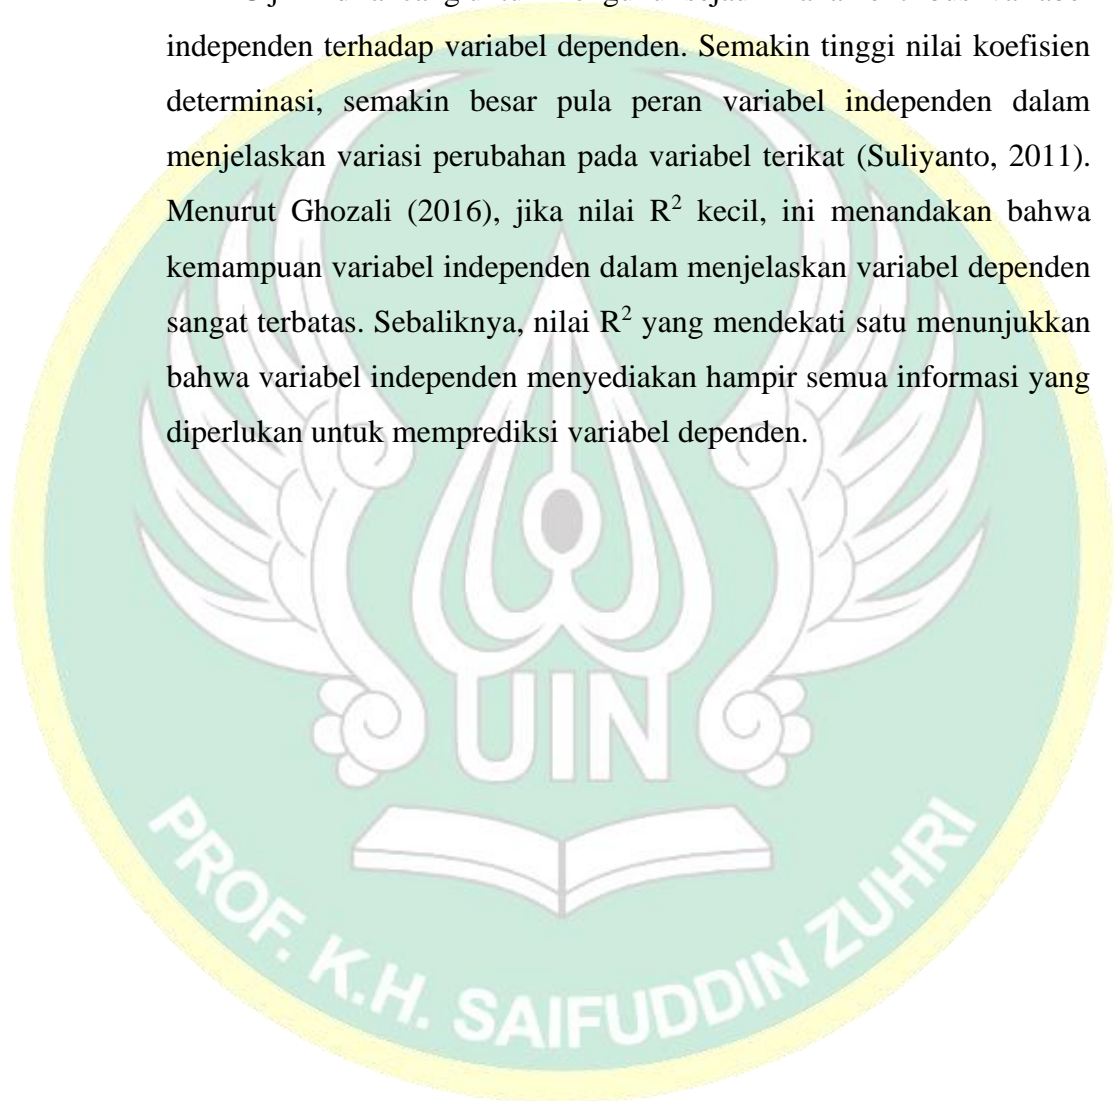 independen terhadap variabel dependen. Semakin tinggi nilai koefisien
determinasi, semakin besar pula peran variabel independen dalam
menjelaskan variasi perubahan pada variabel terikat (Suliyanto, 2011).
Menurut Ghozali (2016), jika nilai R² kecil, ini menandakan bahwa
kemampuan variabel independen dalam menjelaskan variabel dependen
sangat terbatas. Sebaliknya, nilai R² yang mendekati satu menunjukkan
bahwa variabel independen menyediakan hampir semua informasi yang
diperlukan untuk memprediksi variabel dependen.
UIN
PROF. K.H. SAIFUDDIN ZUHRI